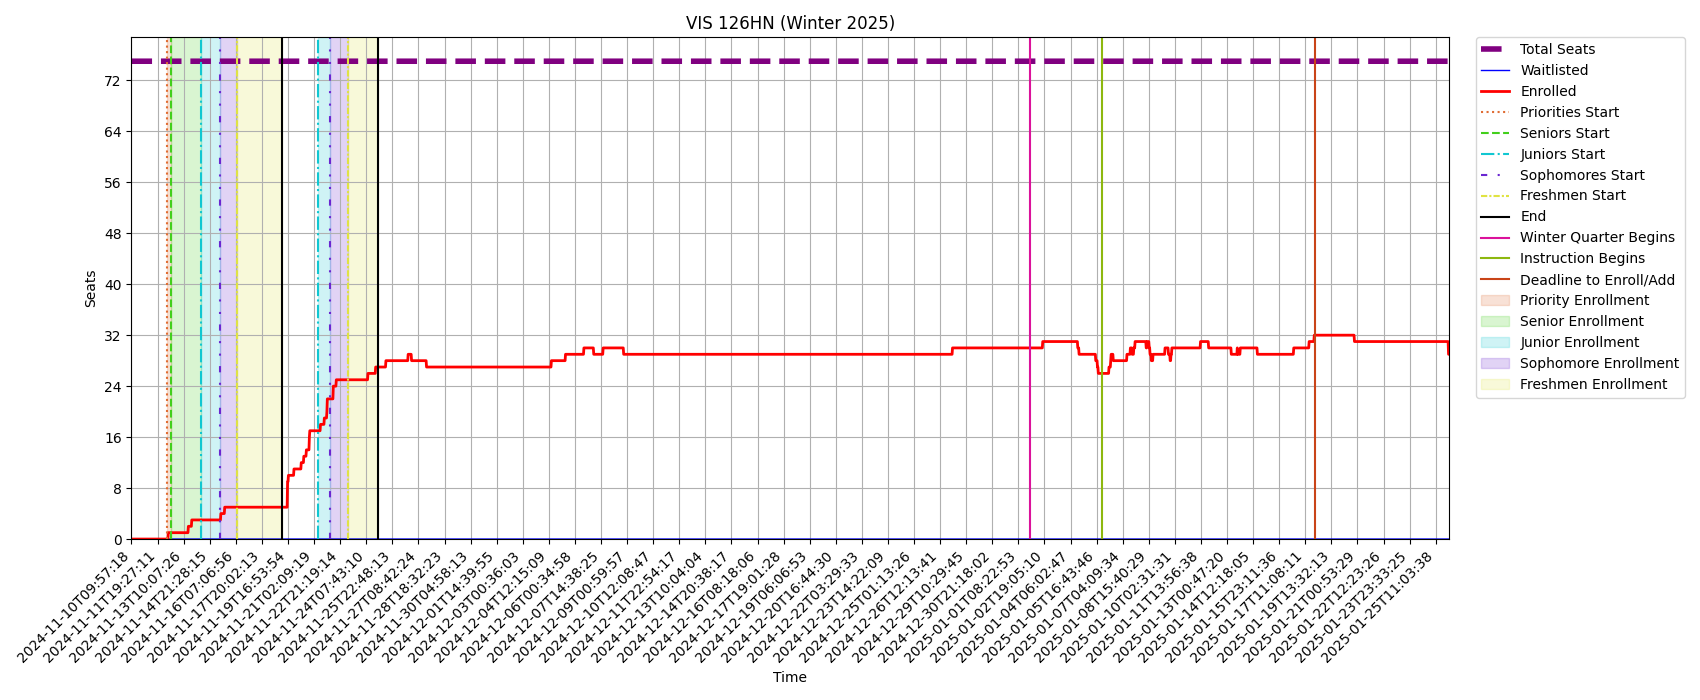 VIS 126HN (Winter 2025)
Seats
72
64
56
48
40
32
24
16
8
0
2024-11-10T09:57:18
2024-11-11T19:27:11
2024-11-13T10:07:26
2024-11-14T21:28:15
2024-11-16T07:06:56
2024-11-17T20:02:13
2024-11-19T16:53:54
2024-11-21T02:09:19
2024-11-22T21:19:14
2024-11-24T07:43:10
2024-11-25T22:48:13
2024-11-27T08:42:24
2024-11-28T18:32:23
2024-11-30T04:58:13
2024-12-01T14:39:55
2024-12-03T00:36:03
2024-12-04T12:15:09
2024-12-06T00:34:58
2024-12-07T14:38:25
2024-12-09T00:59:57
2024-12-10T12:08:47
2024-12-11T22:54:17
2024-12-13T10:04:04
2024-12-14T20:38:17
2024-12-16T08:18:06
2024-12-17T19:01:28
2024-12-19T06:06:53
2024-12-20T16:44:30
2024-12-22T03:29:33
2024-12-23T14:22:09
2024-12-25T01:13:26
2024-12-26T12:13:41
2024-12-29T10:29:45
2024-12-30T21:18:02
2025-01-01T08:22:53
2025-01-02T19:05:10
2025-01-04T06:02:47
2025-01-05T16:43:46
2025-01-07T04:09:34
2025-01-08T15:40:29
2025-01-10T02:31:31
2025-01-11T13:56:38
2025-01-13T00:47:20
2025-01-14T12:18:05
2025-01-15T23:11:36
2025-01-17T11:08:11
2025-01-19T13:32:13
2025-01-21T00:53:29
2025-01-22T12:23:26
2025-01-23T23:33:25
2025-01-25T11:03:38
Time
Total Seats
Waitlisted
Enrolled
Priorities Start
Seniors Start
Juniors Start
Sophomores Start
Freshmen Start
End
Winter Quarter Begins
Instruction Begins
Deadline to Enroll/Add
Priority Enrollment
Senior Enrollment
Junior Enrollment
Sophomore Enrollment
Freshmen Enrollment